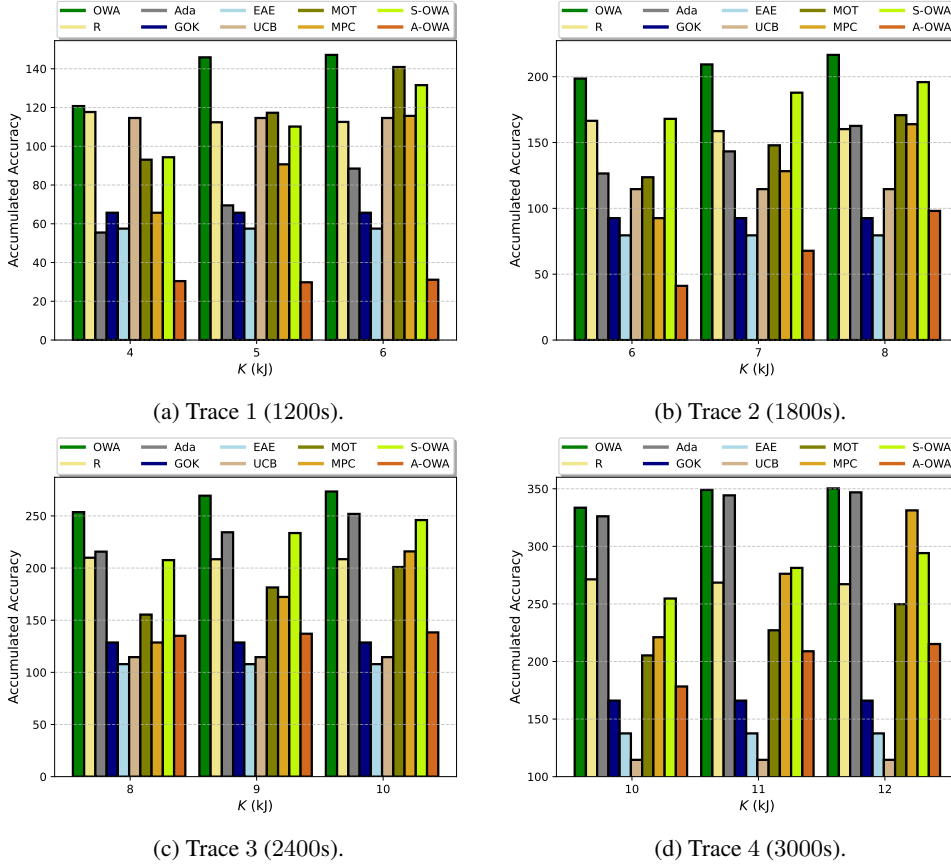 OWA Ada EAE MOT S-OWA
R GOK UCB MPC A-OWA
140
120
100
80
60
40
20
0
Accumulated Accuracy
4 5 6
K (kJ)
(a) Trace 1 (1200s).
OWA Ada EAE MOT S-OWA
R GOK UCB MPC A-OWA
200
150
100
50
0
Accumulated Accuracy
6 7 8
K (kJ)
(b) Trace 2 (1800s).
OWA Ada EAE MOT S-OWA
R GOK UCB MPC A-OWA
250
200
150
100
50
0
Accumulated Accuracy
8 9 10
K (kJ)
(c) Trace 3 (2400s).
OWA Ada EAE MOT S-OWA
R GOK UCB MPC A-OWA
350
300
250
200
150
100
Accumulated Accuracy
10 11 12
K (kJ)
(d) Trace 4 (3000s).